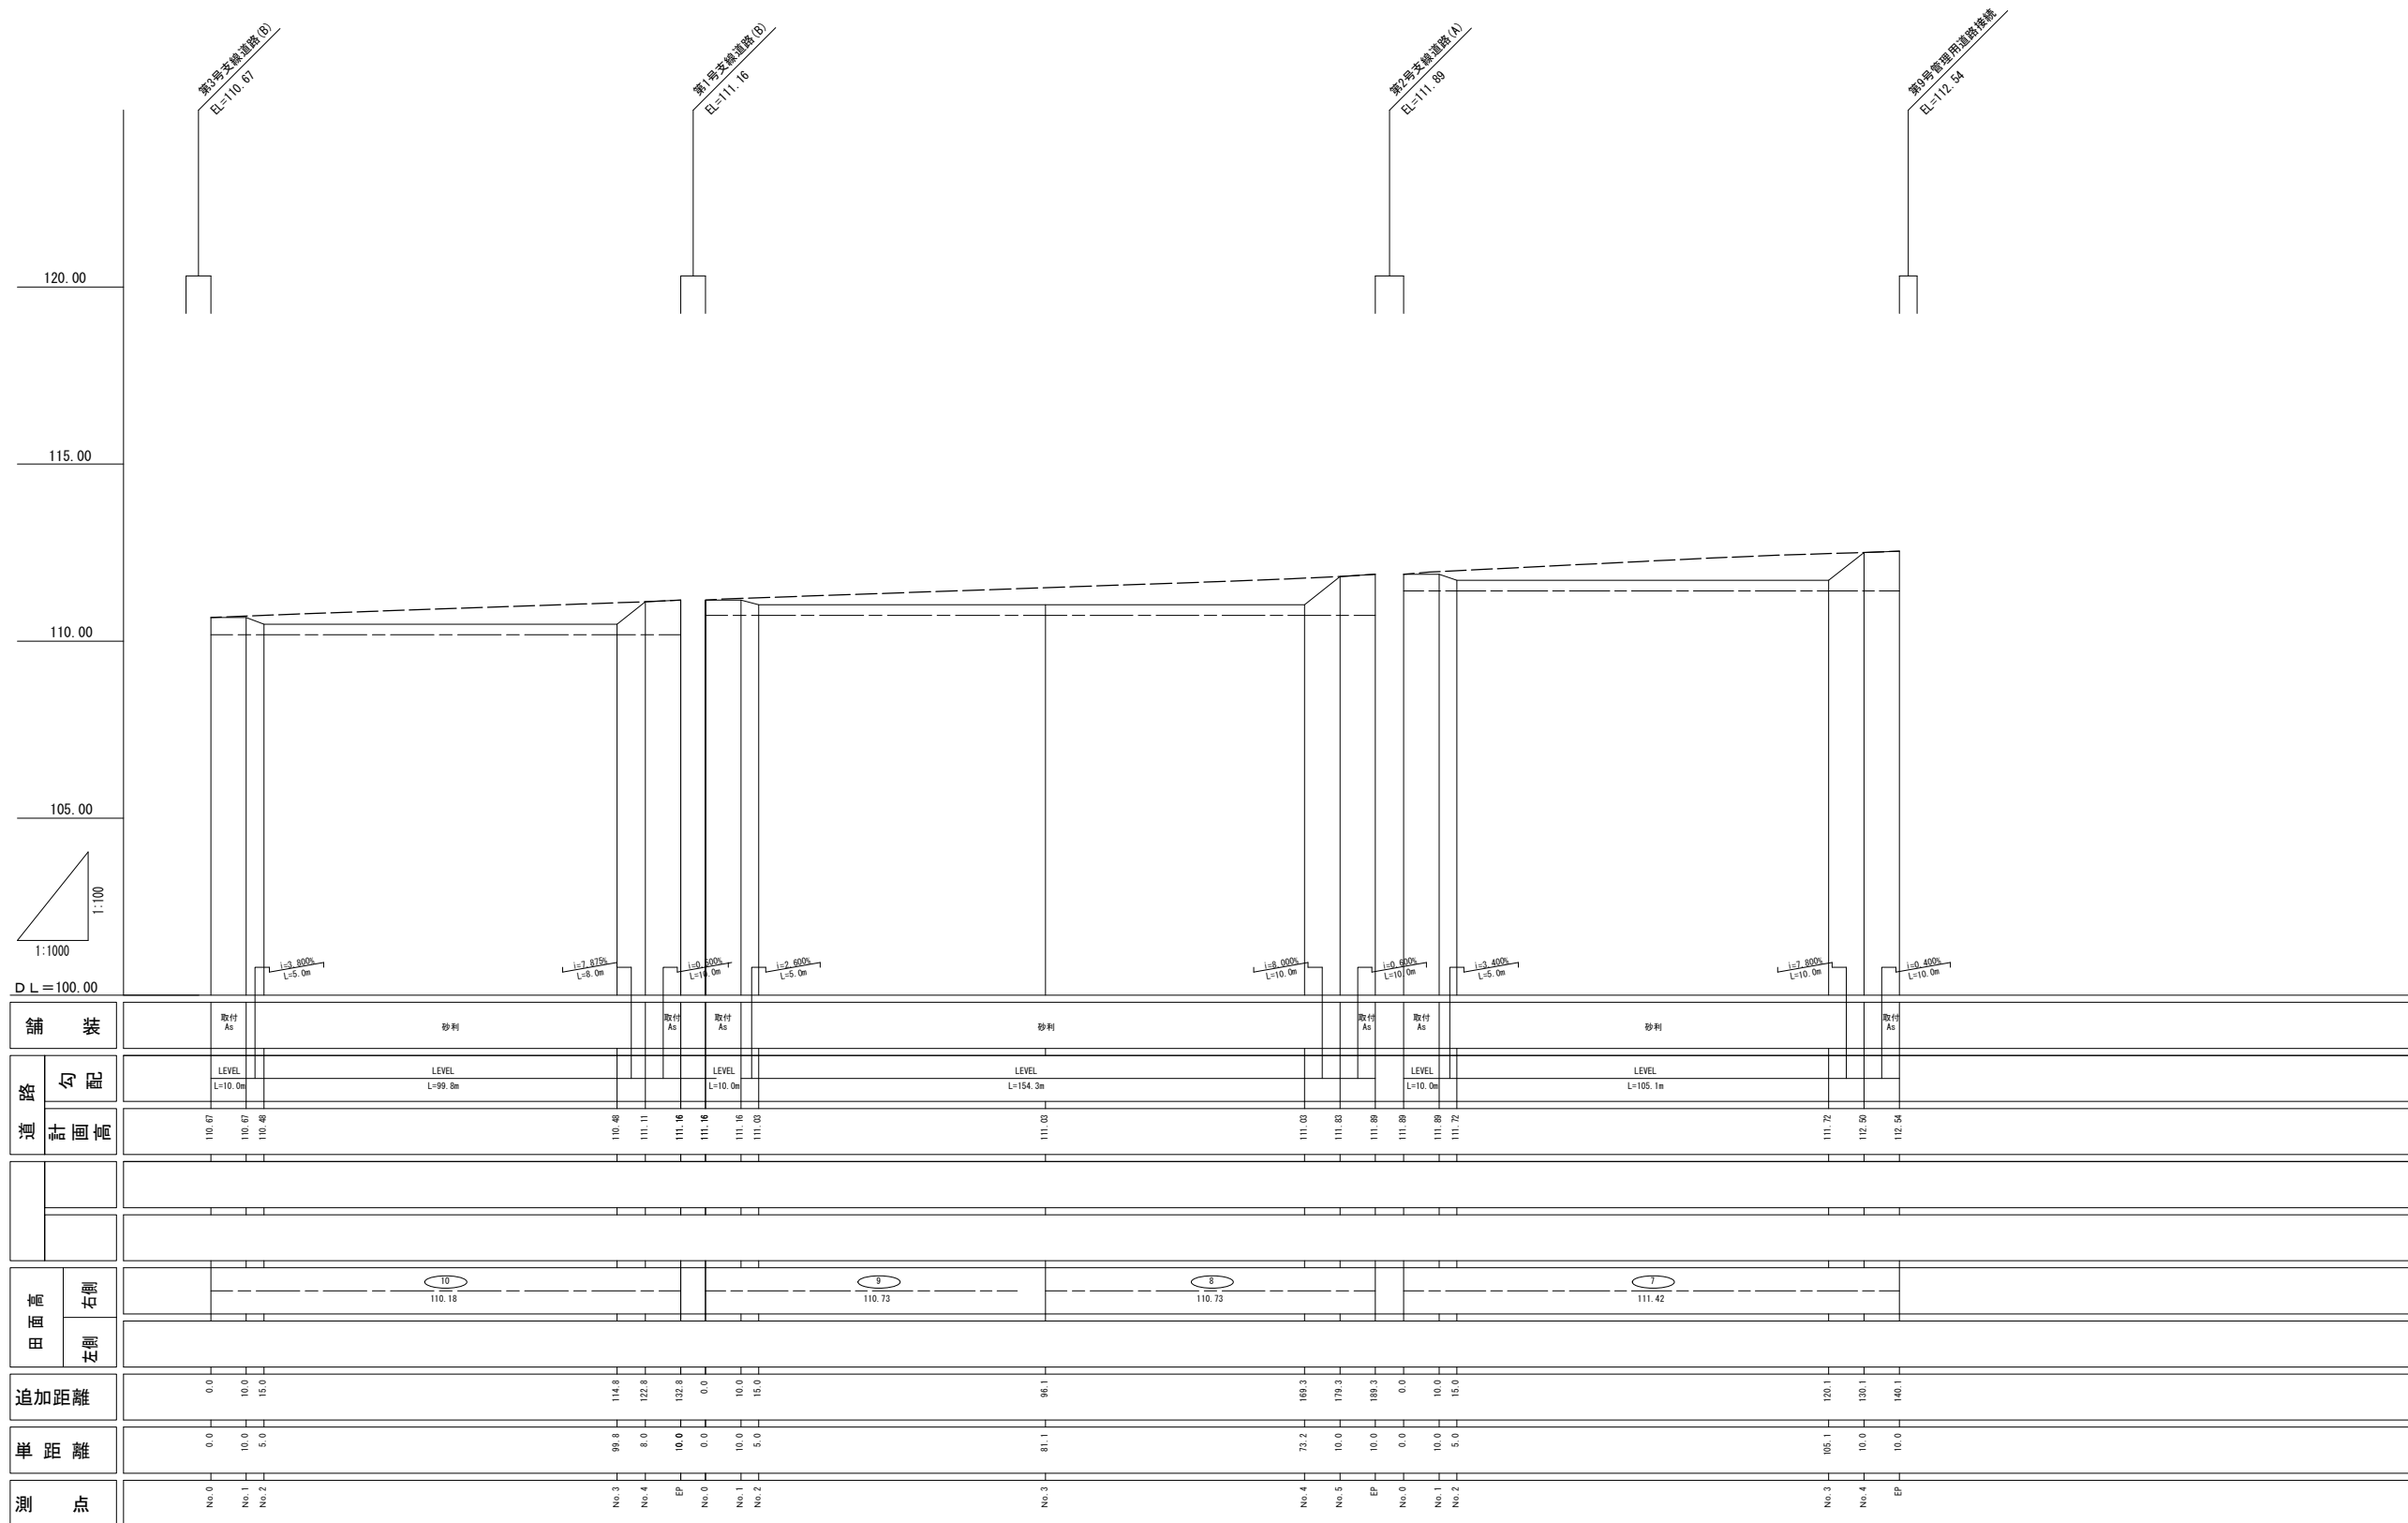 第3号支線道路(B)
EL=110.67
第1号支線道路(B)
EL=111.16
第2号支線道路(A)
EL=111.89
第9号管理用道路接続
EL=112.54
120.00
115.00
110.00
105.00
1:100
1:1000
DL=100.00
i=3.800%
L=5.0m
i=7.875%
L=8.0m
i=0.500%
L=10.0m
i=2.600%
L=5.0m
i=8.000%
L=10.0m
i=0.600%
L=10.0m
i=3.400%
L=5.0m
i=7.800%
L=10.0m
i=0.400%
L=10.0m
舗 装
取付
As
砂利
取付
As
取付
As
砂利
取付
As
取付
As
砂利
取付
As
道路
勾配
LEVEL
L=10.0m
LEVEL
L=99.8m
LEVEL
L=10.0m
LEVEL
L=154.3m
LEVEL
L=10.0m
LEVEL
L=105.1m
計画高
110.67 110.67 110.48 110.48 111.11 111.16 111.16 111.16 111.03 111.03 111.03 111.83 111.89 111.89 111.89 111.72 111.72 112.50 112.54
田面高
右側
10
110.18
9
110.73
8
110.73
7
111.42
左側
追加距離
0.0 10.0 15.0 114.8 122.8 132.8 0.0 10.0 15.0 96.1 169.3 179.3 189.3 0.0 10.0 15.0 120.1 130.1 140.1
単距離
0.0 10.0 5.0 99.8 8.0 10.0 0.0 10.0 5.0 81.1 73.2 10.0 10.0 0.0 10.0 5.0 105.1 10.0 10.0
測 点
No.0 No.1 No.2 No.3 No.4 EP No.0 No.1 No.2 No.3 No.4 No.5 EP No.0 No.1 No.2 No.3 No.4 EP